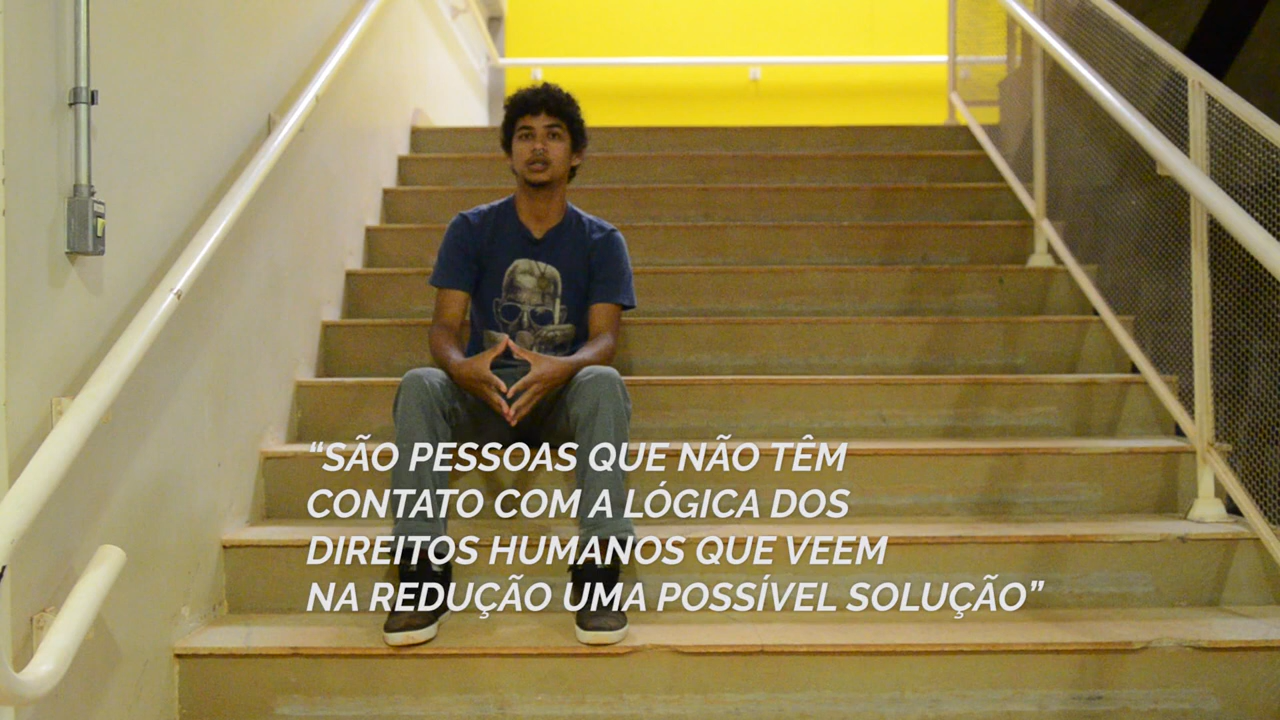 “SÃO PESSOAS QUE NÃO TÊM
CONTATO COM A LÓGICA DOS
DIREITOS HUMANOS QUE VEEM
NA REDUÇÃO UMA POSSÍVEL SOLUÇÃO”